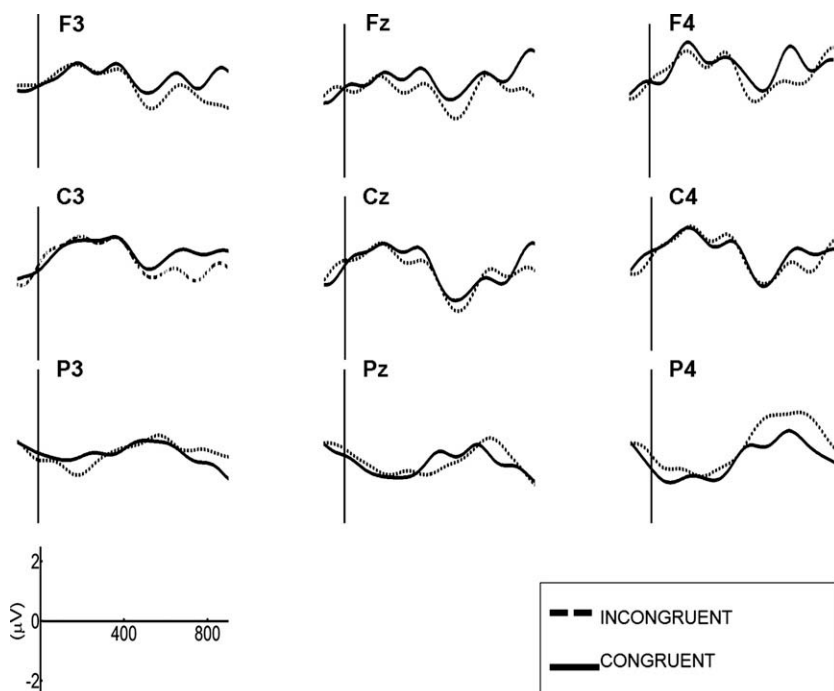 F3 Fz F4
C3 Cz C4
P3 Pz P4
2
(μV) 0
400 800
-2
INCONGRUENT
CONGRUENT